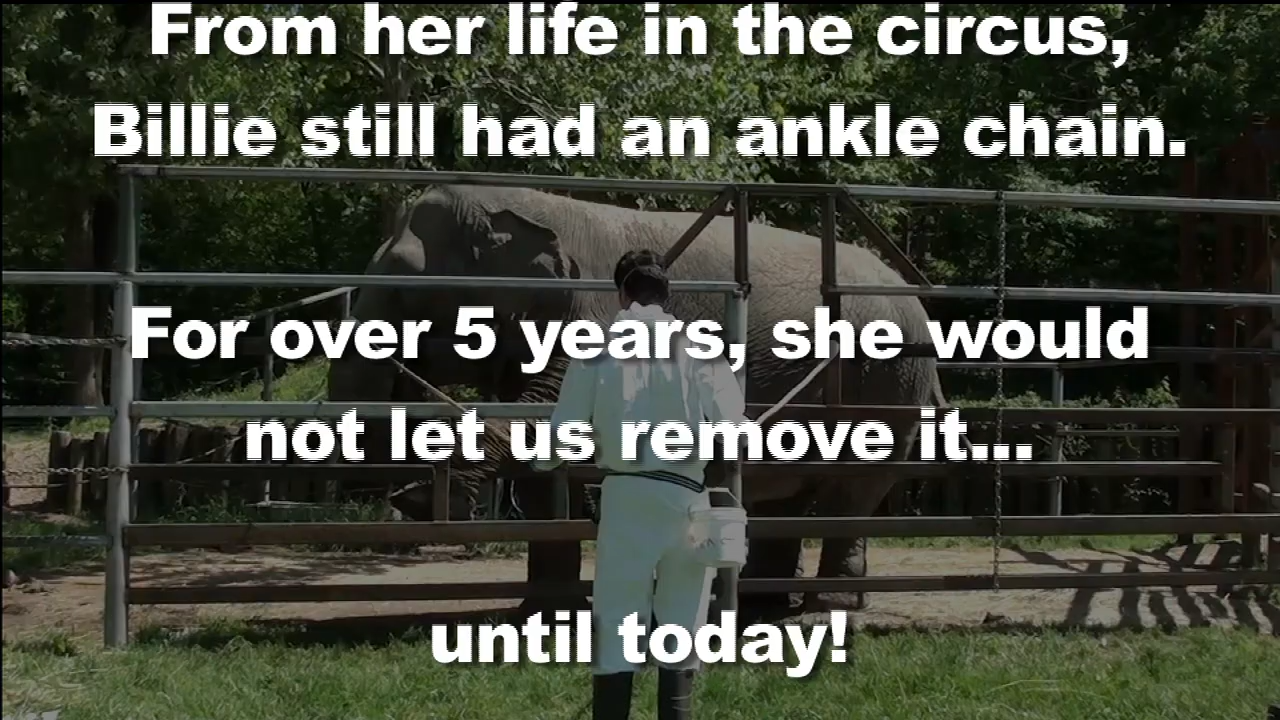 From her life in the circus,
Billie still had an ankle chain.
For over 5 years, she would
not let us remove it...
until today!